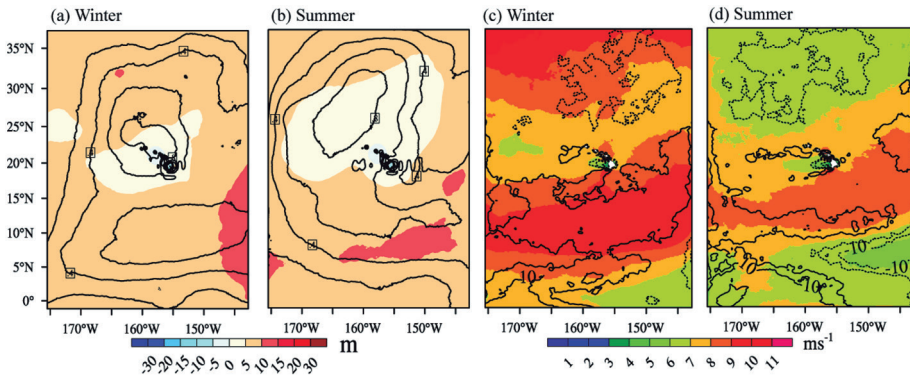 (a) Winter
(b) Summer
(c) Winter
(d) Summer
35°N
30°N
25°N
20°N
15°N
10°N
5°N
0°
170°W 160°W 150°W
170°W 160°W 150°W
170°W 160°W 150°W
170°W 160°W 150°W
10
0
10
-10
-10
-30 -20 -15 -10 -5 0 5 10 15 20 30
m
1 2 3 4 5 6 7 8 9 10 11
ms⁻¹